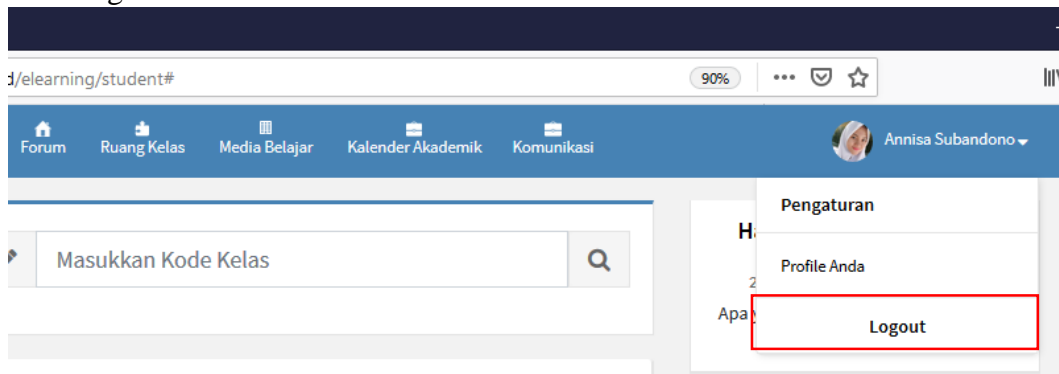 d/elearning/student#
90%
Forum Ruang Kelas Media Belajar Kalender Akademik Komunikasi Annisa Subandono
Pengaturan
Masukkan Kode Kelas
Profile Anda
Apa
Logout